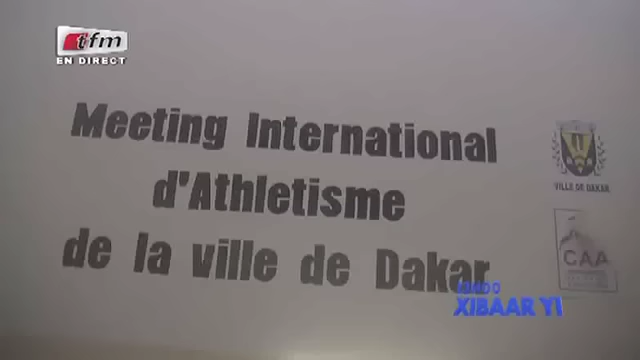 tfm
EN DIRECT
Meeting International
d'Athletisme
de la ville de Dakar
VILLE DE DAKAR
CAA
XIBAAR YI